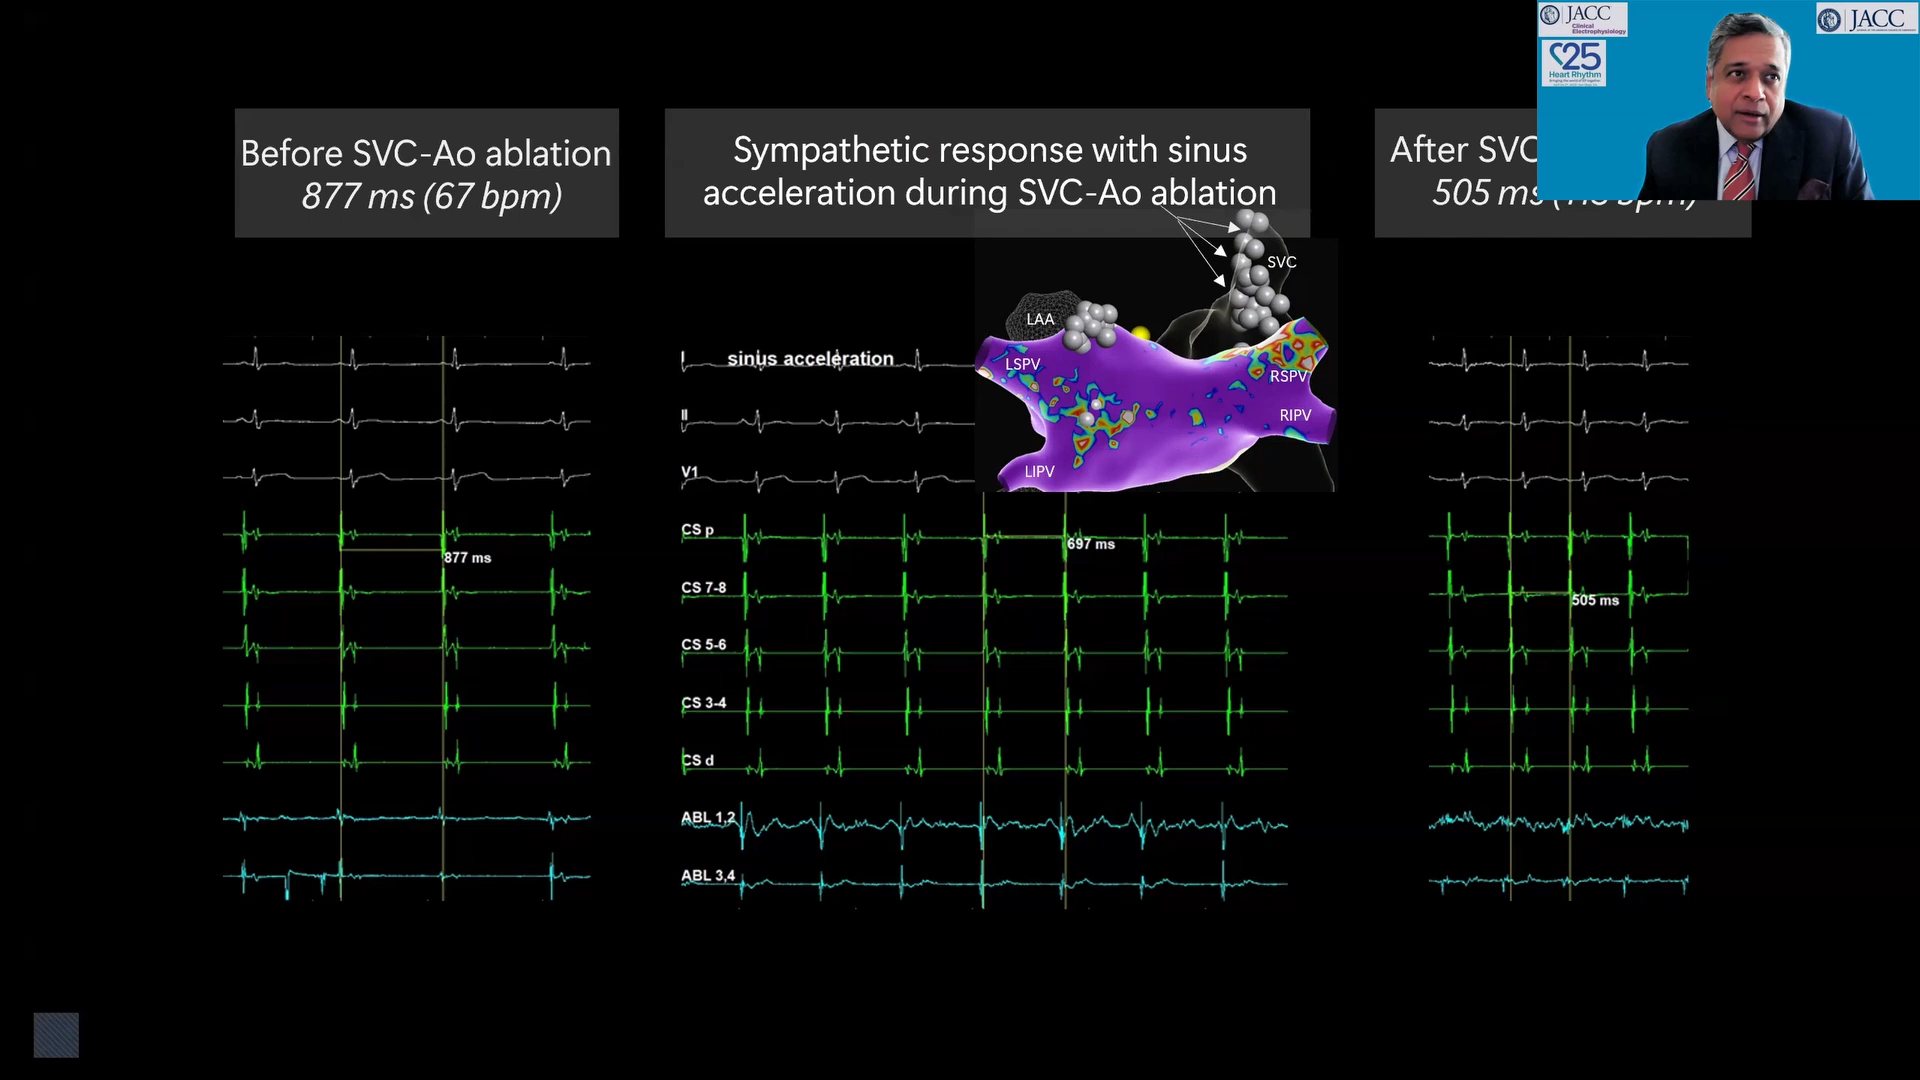 JACC
Clinical
Electrophysiology
25
Heart Rhythm
JACC
Before SVC-Ao ablation
877 ms (67 bpm)
Sympathetic response with sinus
acceleration during SVC-Ao ablation
After SVC
505 ms
SVC
LAA
LSPV
RSPV
RIPV
LIPV
I
sinus acceleration
II
V1
CS p
CS 7-8
CS 5-6
CS 3-4
CS d
ABL 1,2
ABL 3,4
877 ms
697 ms
505 ms